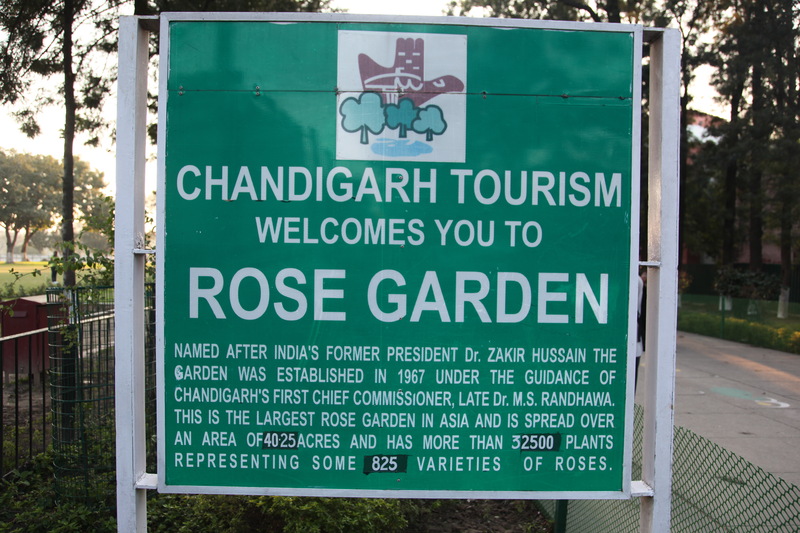 CHANDIGARH TOURISM
WELCOMES YOU TO
ROSE GARDEN
NAMED AFTER INDIA'S FORMER PRESIDENT Dr. ZAKIR HUSSAIN THE
GARDEN WAS ESTABLISHED IN 1967 UNDER THE GUIDANCE OF
CHANDIGARH'S FIRST CHIEF COMMISSIONER, LATE Dr. M.S. RANDHAWA.
THIS IS THE LARGEST ROSE GARDEN IN ASIA AND IS SPREAD OVER
AN AREA OF 4025 ACRES AND HAS MORE THAN 32500 PLANTS
REPRESENTING SOME 825 VARIETIES OF ROSES.